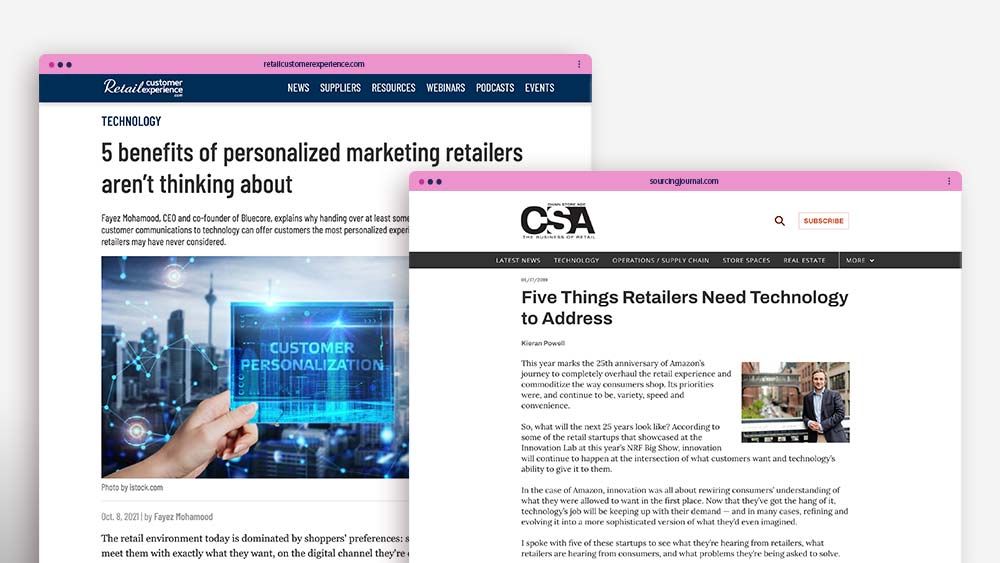 retailcustomerexperience.com
Retail customer experience .com
NEWS SUPPLIERS RESOURCES WEBINARS PODCASTS EVENTS
TECHNOLOGY
5 benefits of personalized marketing retailers
aren't thinking about
Fayez Mohamood, CEO and co-founder of Bluecore, explains why handing over at least some
customer communications to technology can offer customers the most personalized
retailers may have never considered.
CUSTOMER
PERSONALIZATION
Photo by istock.com
Oct. 8, 2021 | by Fayez Mohamood
The retail environment today is dominated by shoppers' preferences:
meet them with exactly what they want, on the digital channel they're
sourcingjournal.com
CHAIN STORE AGE
CSA
THE BUSINESS OF RETAIL
SUBSCRIBE
LATEST NEWS TECHNOLOGY OPERATIONS / SUPPLY CHAIN STORE SPACES REAL ESTATE MORE
Five Things Retailers Need Technology
to Address
Kieran Powell
This year marks the 25th anniversary of Amazon's
journey to completely overhaul the retail experience and
commoditize the way consumers shop. Its priorities
were, and continue to be, variety, speed and
convenience.
So, what will the next 25 years look like? According to
some of the retail startups that showcased at the
Innovation Lab at this year's NRF Big Show, innovation
will continue to happen at the intersection of what customers want and technology's
ability to give it to them.
In the case of Amazon, innovation was all about rewiring consumers' understanding of
what they were allowed to want in the first place. Now that they've got the hang of it,
technology's job will be keeping up with their demand — and in many cases, refining and
evolving it into a more sophisticated version of what they'd even imagined.
I spoke with five of these startups to see what they're hearing from retailers, what
retailers are hearing from consumers, and what problems they're being asked to solve.